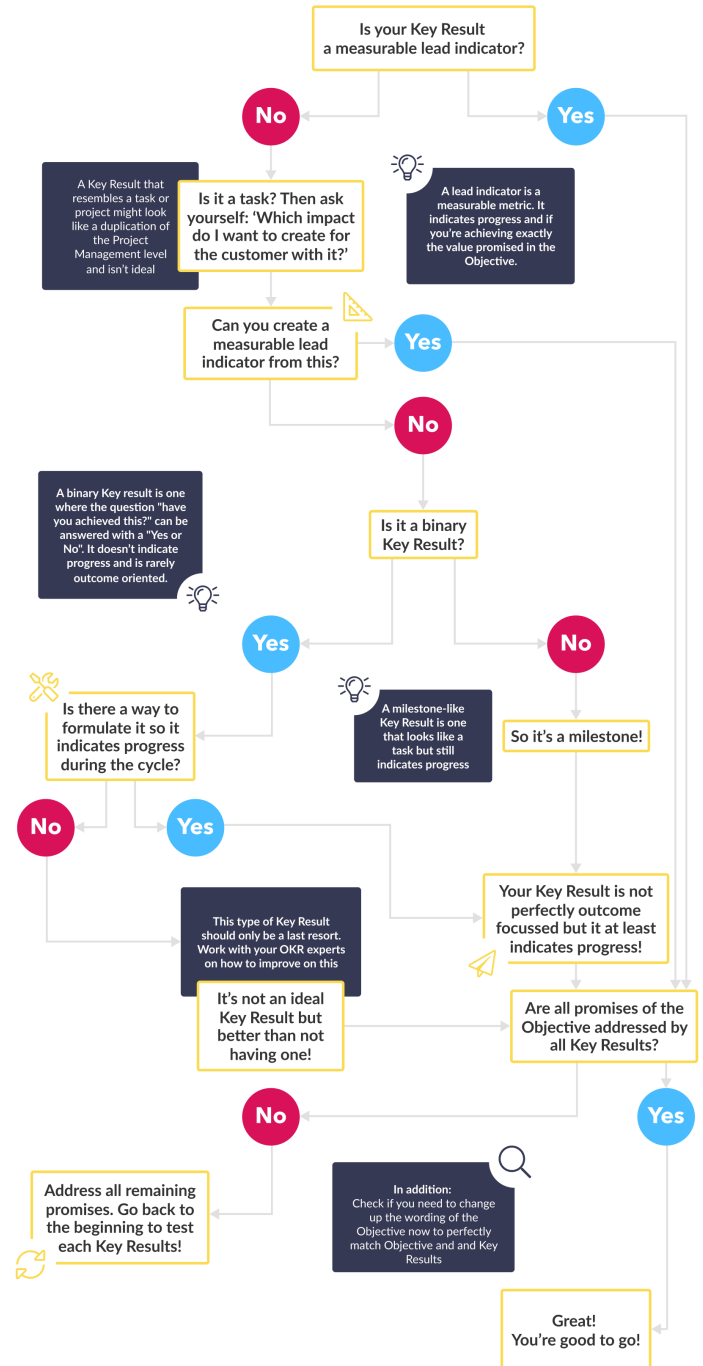 Is your Key Result
a measurable lead indicator?
No
Yes
A Key Result that
resembles a task or
project might look
like a duplication of
the Project
Management level
and isn't ideal
Is it a task? Then ask
yourself: ‘Which impact
do I want to create for
the customer with it?’
A lead indicator is a
measurable metric. It
indicates progress and if
you're achieving exactly
the value promised in the
Objective.
Can you create a
measurable lead
indicator from this?
Yes
No
A binary Key result is one
where the question "have
you achieved this?" can be
answered with a "Yes or
No". It doesn't indicate
progress and is rarely
outcome oriented.
Is it a binary
Key Result?
Yes
No
Is there a way to
formulate it so it
indicates progress
during the cycle?
A milestone-like
Key Result is one
that looks like a
task but still
indicates progress
So it’s a milestone!
No
Yes
Your Key Result is not
perfectly outcome
focussed but it at least
indicates progress!
This type of Key Result
should only be a last resort.
Work with your OKR experts
on how to improve on this
It’s not an ideal
Key Result but
better than not
having one!
Are all promises of the
Objective addressed by
all Key Results?
No
Yes
Address all remaining
promises. Go back to
the beginning to test
each Key Results!
In addition:
Check if you need to change
up the wording of the
Objective now to perfectly
match Objective and and Key
Results
Great!
You’re good to go!